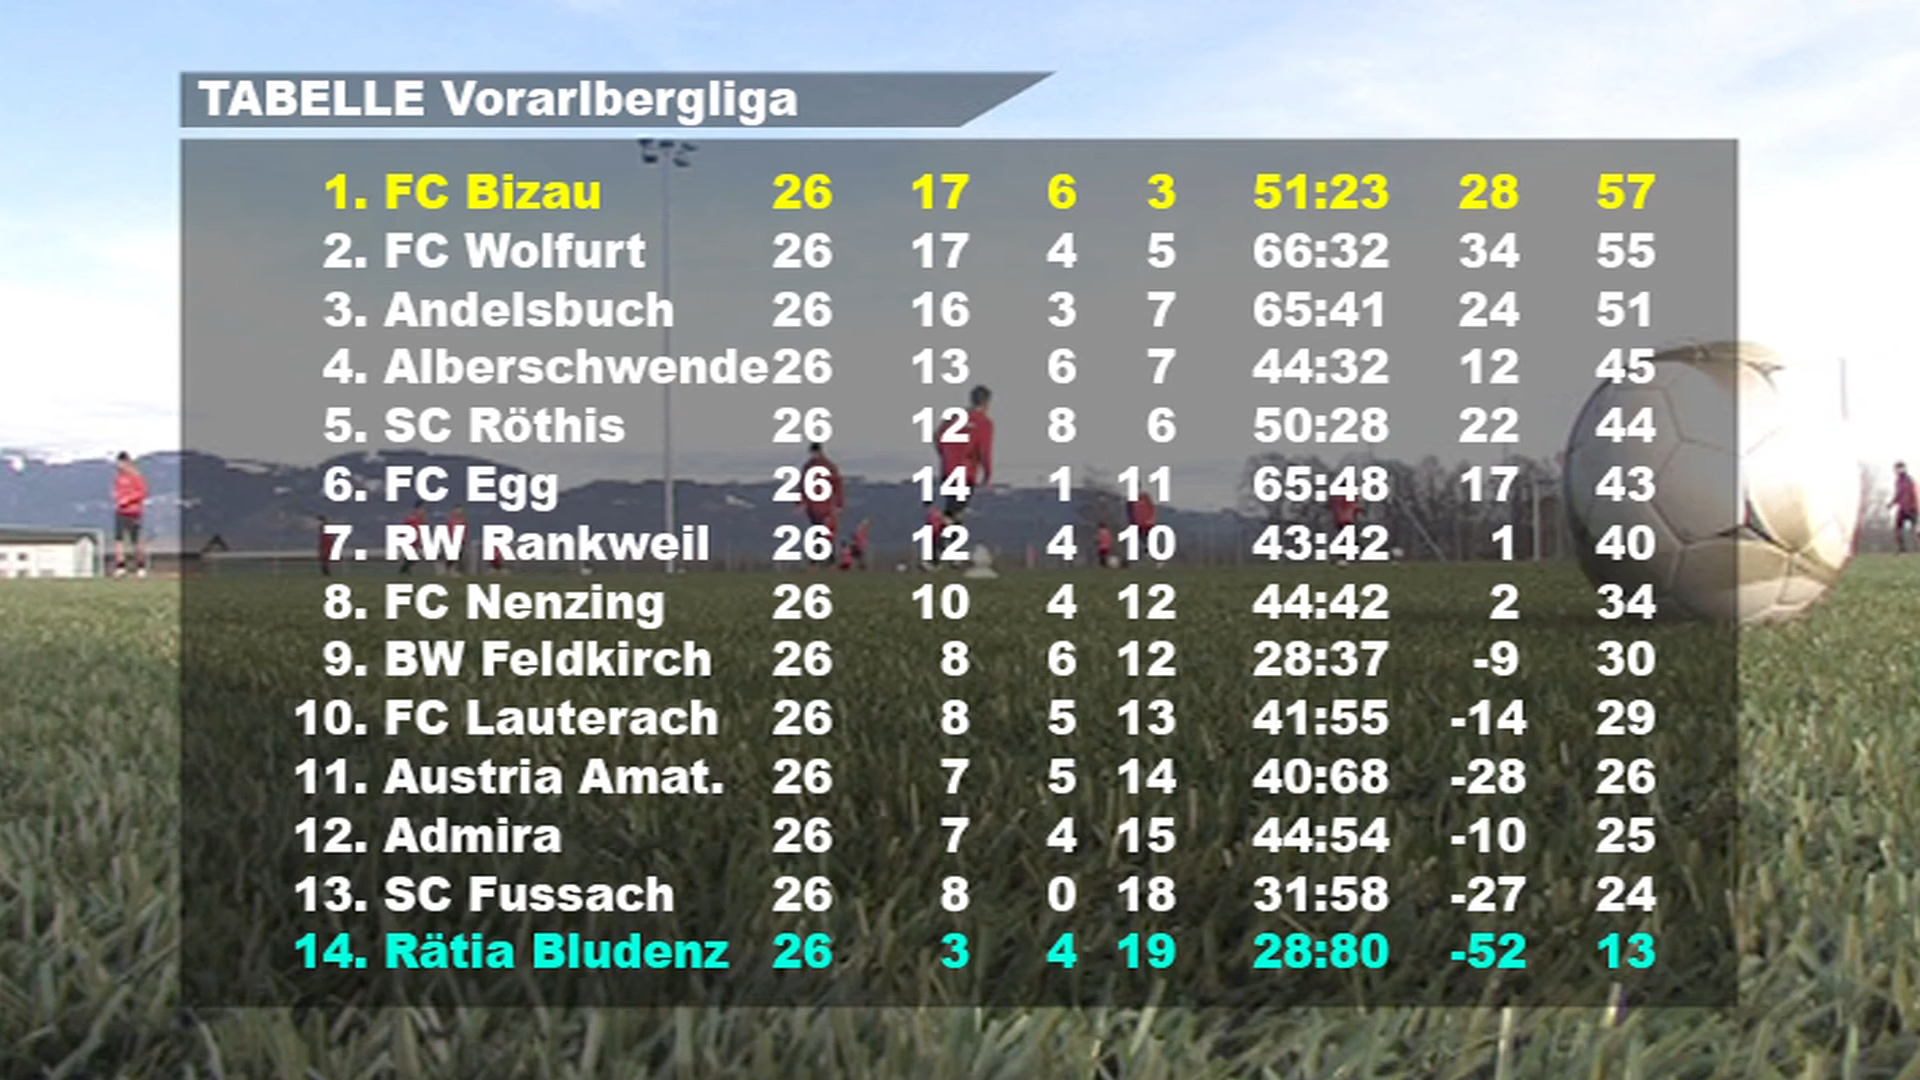 TABELLE Vorarlbergliga
1. FC Bizau 26 17 6 3 51:23 28 57
2. FC Wolfurt 26 17 4 5 66:32 34 55
3. Andelsbuch 26 16 3 7 65:41 24 51
4. Alberschwende 26 13 6 7 44:32 12 45
5. SC Röthis 26 12 8 6 50:28 22 44
6. FC Egg 26 14 1 11 65:48 17 43
7. RW Rankweil 26 12 4 10 43:42 1 40
8. FC Nenzing 26 10 4 12 44:42 2 34
9. BW Feldkirch 26 8 6 12 28:37 -9 30
10. FC Lauterach 26 8 5 13 41:55 -14 29
11. Austria Amat. 26 7 5 14 40:68 -28 26
12. Admira 26 7 4 15 44:54 -10 25
13. SC Fussach 26 8 0 18 31:58 -27 24
14. Rätia Bludenz 26 3 4 19 28:80 -52 13